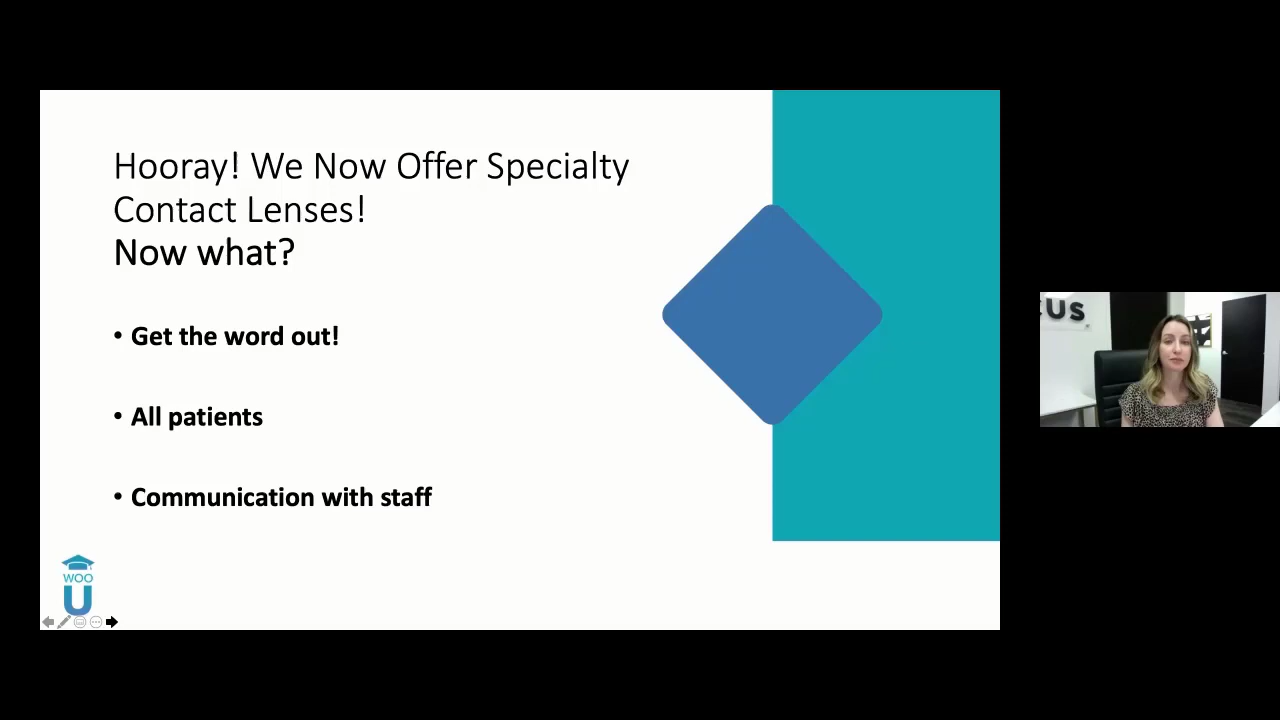 Hooray! We Now Offer Specialty
Contact Lenses!
Now what?
• Get the word out!
• All patients
• Communication with staff
WOO
U
CUS